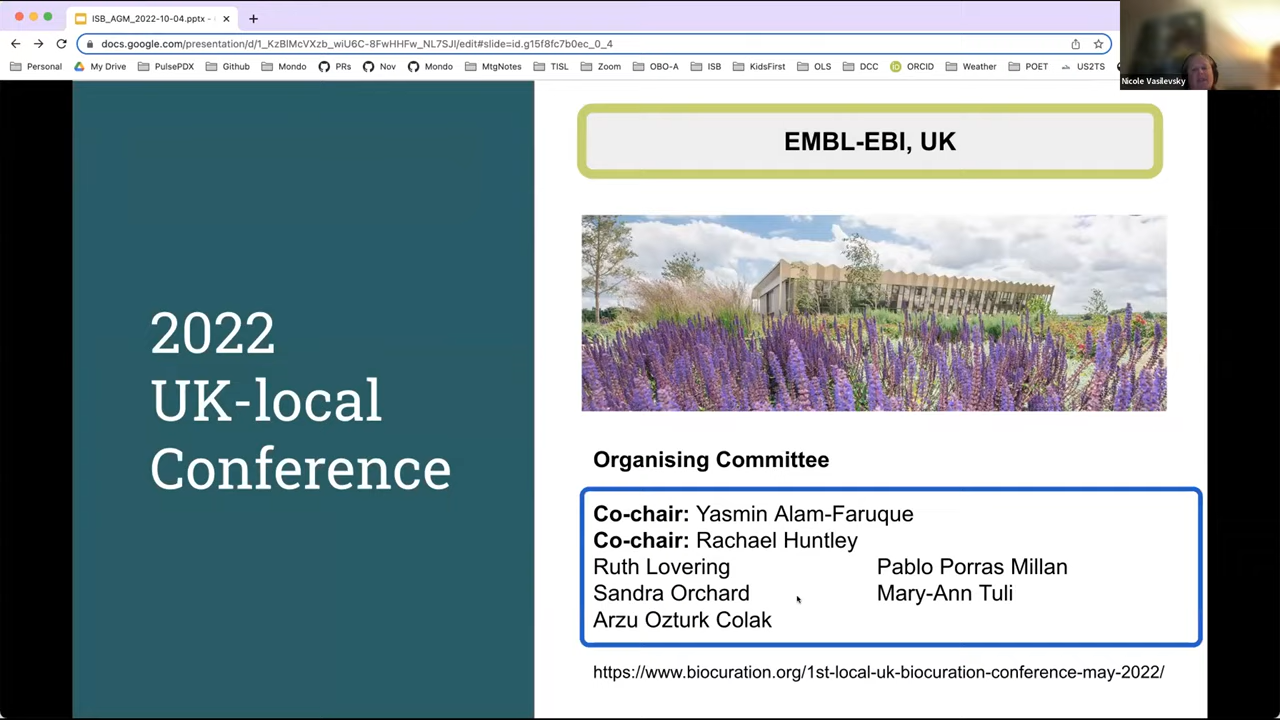 ISB_AGM_2022-10-04.pptx -
docs.google.com/presentation/d/1_KzBlMcVXzb_wiU6C-8FwHHFw_NL7SJI/edit#slide=id.g15f8fc7b0ec_0_4
Personal My Drive PulsePDX Github Mondo PRs Nov Mondo MtgNotes TISL Zoom OBO-A ISB KidsFirst OLS DCC ORCID Weather POET US2TS
Nicole Vasilevsky
EMBL-EBI, UK
2022
UK-local
Conference
Organising Committee
Co-chair: Yasmin Alam-Faruque
Co-chair: Rachael Huntley
Ruth Lovering Pablo Porras Millan
Sandra Orchard Mary-Ann Tuli
Arzu Ozturk Colak
https://www.biocuration.org/1st-local-uk-biocuration-conference-may-2022/